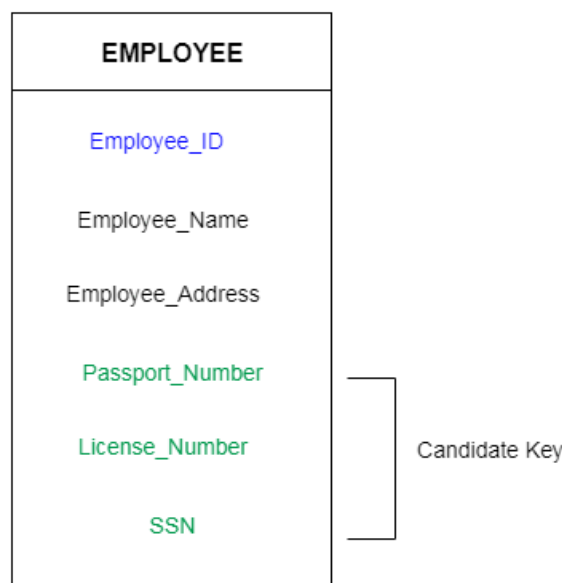 EMPLOYEE
Employee_ID
Employee_Name
Employee_Address
Passport_Number
License_Number
Candidate Key
SSN